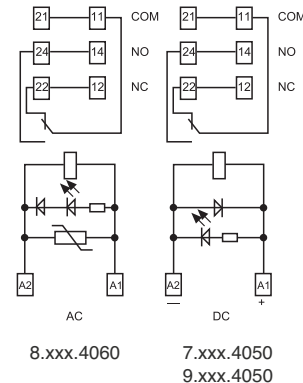 21 11 COM 21 11 COM
24 14 NO 24 14 NO
22 12 NC 22 12 NC
A2 A1 A2 A1
— +
AC DC
8.xxx.4060 7.xxx.4050
9.xxx.4050